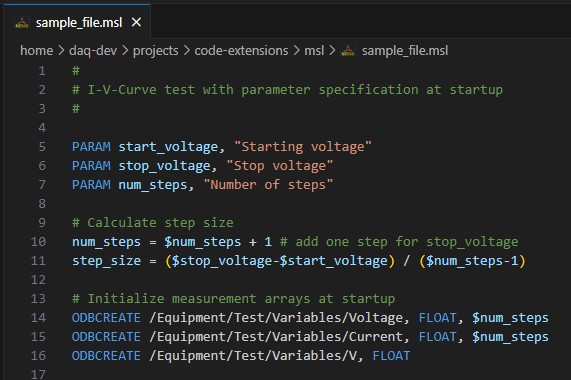 sample_file.msl ×
home > daq-dev > projects > code-extensions > msl > sample_file.msl
1 #
2 # I-V-Curve test with parameter specification at startup
3 #
4
5 PARAM start_voltage, "Starting voltage"
6 PARAM stop_voltage, "Stop voltage"
7 PARAM num_steps, "Number of steps"
8
9 # Calculate step size
10 num_steps = $num_steps + 1 # add one step for stop_voltage
11 step_size = ($stop_voltage-$start_voltage) / ($num_steps-1)
12
13 # Initialize measurement arrays at startup
14 ODBCREATE /Equipment/Test/Variables/Voltage, FLOAT, $num_steps
15 ODBCREATE /Equipment/Test/Variables/Current, FLOAT, $num_steps
16 ODBCREATE /Equipment/Test/Variables/V, FLOAT
17